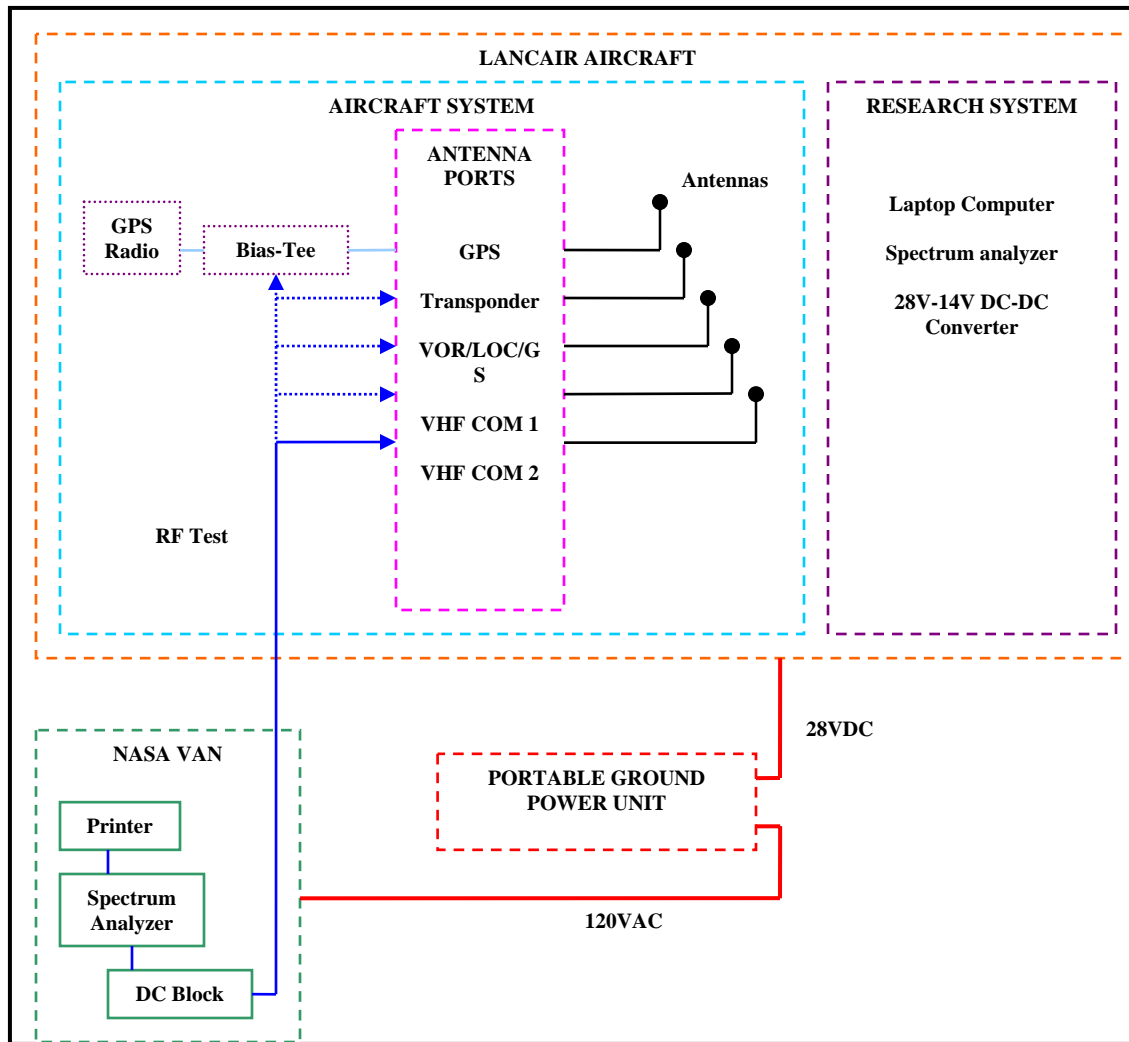 LANCAIR AIRCRAFT
AIRCRAFT SYSTEM
RESEARCH SYSTEM
ANTENNA
PORTS
Antennas
GPS
Radio
Bias-Tee
GPS
Transponder
VOR/LOC/G
S
VHF COM 1
VHF COM 2
RF Test
Laptop Computer
Spectrum analyzer
28V-14V DC-DC
Converter
28VDC
NASA VAN
Printer
Spectrum
Analyzer
DC Block
PORTABLE GROUND
POWER UNIT
120VAC